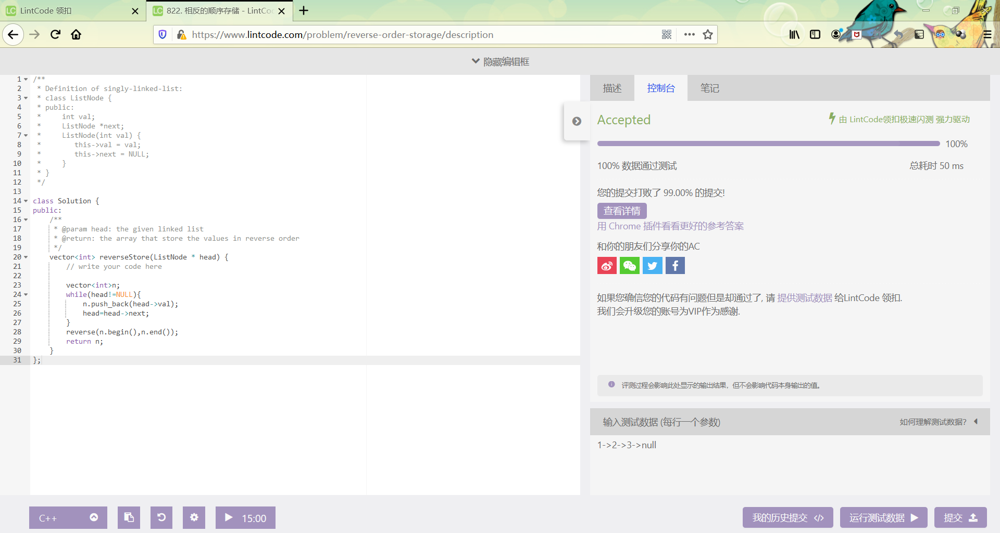 LintCode 领扣
822. 相反的顺序存储 - LintCo
https://www.lintcode.com/problem/reverse-order-storage/description
隐藏编辑框
1 /**
2  * Definition of singly-linked-list:
3  * class ListNode {
4  * public:
5  *     int val;
6  *     ListNode *next;
7  *     ListNode(int val) {
8  *        this->val = val;
9  *        this->next = NULL;
10  *     }
11  * }
12  */
13
14 class Solution {
15 public:
16     /**
17      * @param head: the given linked list
18      * @return: the array that store the values in reverse order
19      */
20     vector<int> reverseStore(ListNode * head) {
21         // write your code here
22
23         vector<int>n;
24         while(head!=NULL){
25             n.push_back(head->val);
26             head=head->next;
27         }
28         reverse(n.begin(),n.end());
29         return n;
30     }
31 };
描述 控制台 笔记
Accepted
由 LintCode领扣极速闪测 强力驱动
100%
100% 数据通过测试 总耗时 50 ms
您的提交打败了 99.00% 的提交!
查看详情
用 Chrome 插件看看更好的参考答案
和你的朋友们分享你的AC
如果您确信您的代码有问题但是却通过了, 请 提供测试数据 给LintCode 领扣.
我们会升级您的账号为VIP作为感谢.
评测过程会影响此处显示的输出结果，但不会影响代码本身输出的值。
输入测试数据 (每行一个参数) 如何理解测试数据?
1->2->3->null
C++ 15:00 我的历史提交 </> 运行测试数据 提交